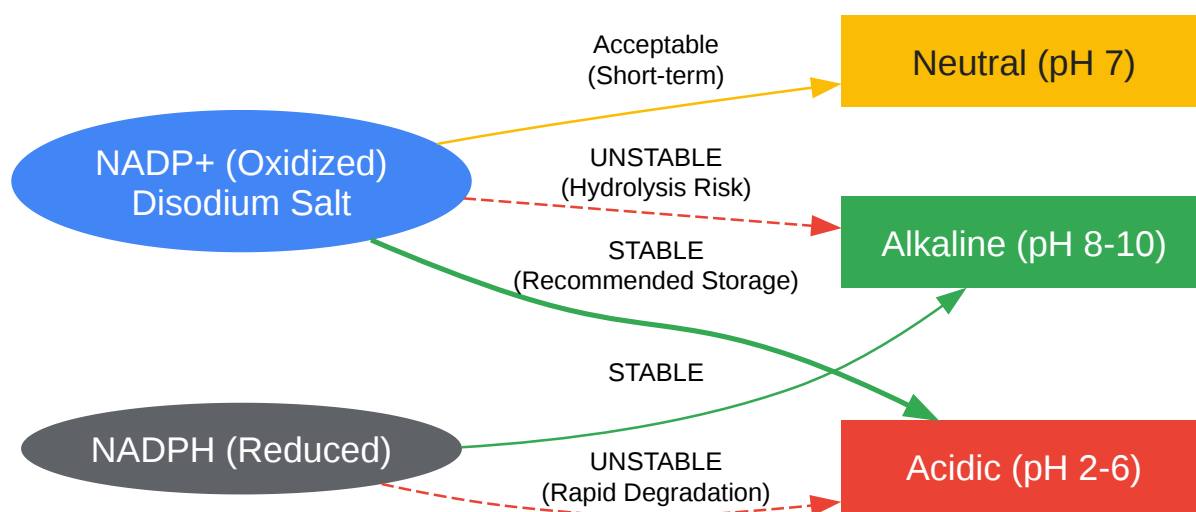 Acceptable
(Short-term)
Neutral (pH 7)
NADP+ (Oxidized)
Disodium Salt
UNSTABLE
(Hydrolysis Risk)
Alkaline (pH 8-10)
STABLE
(Recommended Storage)
STABLE
NADPH (Reduced)
UNSTABLE
(Rapid Degradation)
Acidic (pH 2-6)